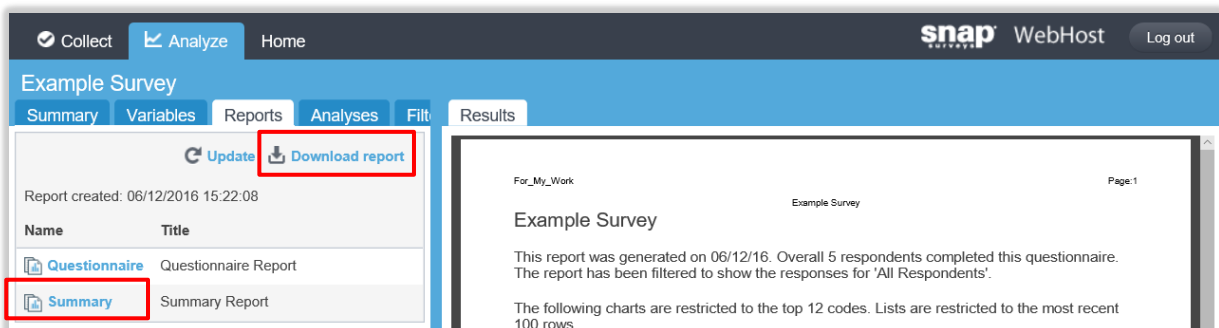 Collect Analyze Home snap surveys WebHost Log out
Example Survey
Summary Variables Reports Analyses Filt Results
Update Download report
Report created: 06/12/2016 15:22:08
Name Title
Questionnaire Questionnaire Report
Summary Summary Report
For_My_Work Page:1
Example Survey
Example Survey
This report was generated on 06/12/16. Overall 5 respondents completed this questionnaire.
The report has been filtered to show the responses for 'All Respondents'.
The following charts are restricted to the top 12 codes. Lists are restricted to the most recent
100 rows